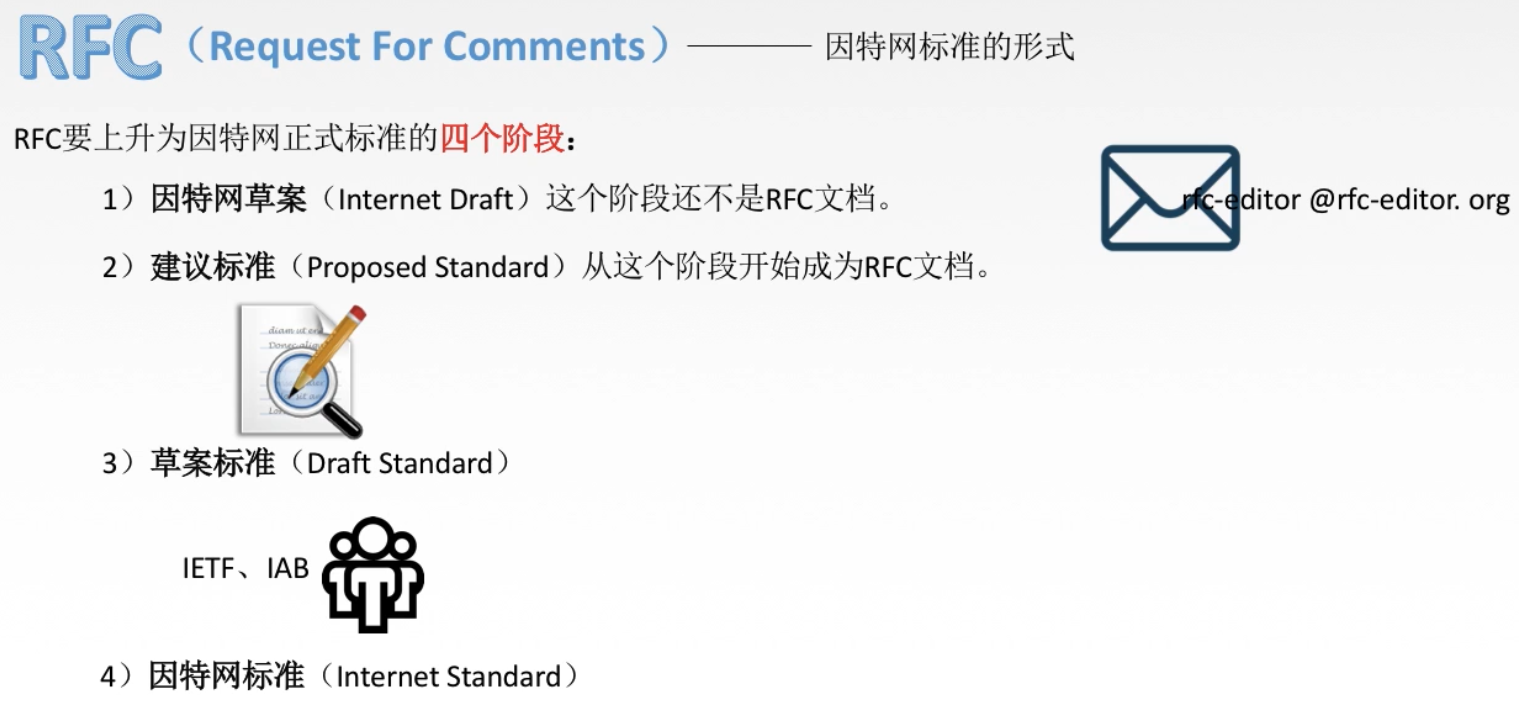 RFC（Request For Comments）——— 因特网标准的形式
RFC要上升为因特网正式标准的四个阶段：
1）因特网草案（Internet Draft）这个阶段还不是RFC文档。
rfc-editor @rfc-editor. org
2）建议标准（Proposed Standard）从这个阶段开始成为RFC文档。
diam ut
Donec
3）草案标准（Draft Standard）
IETF、IAB
4）因特网标准（Internet Standard）